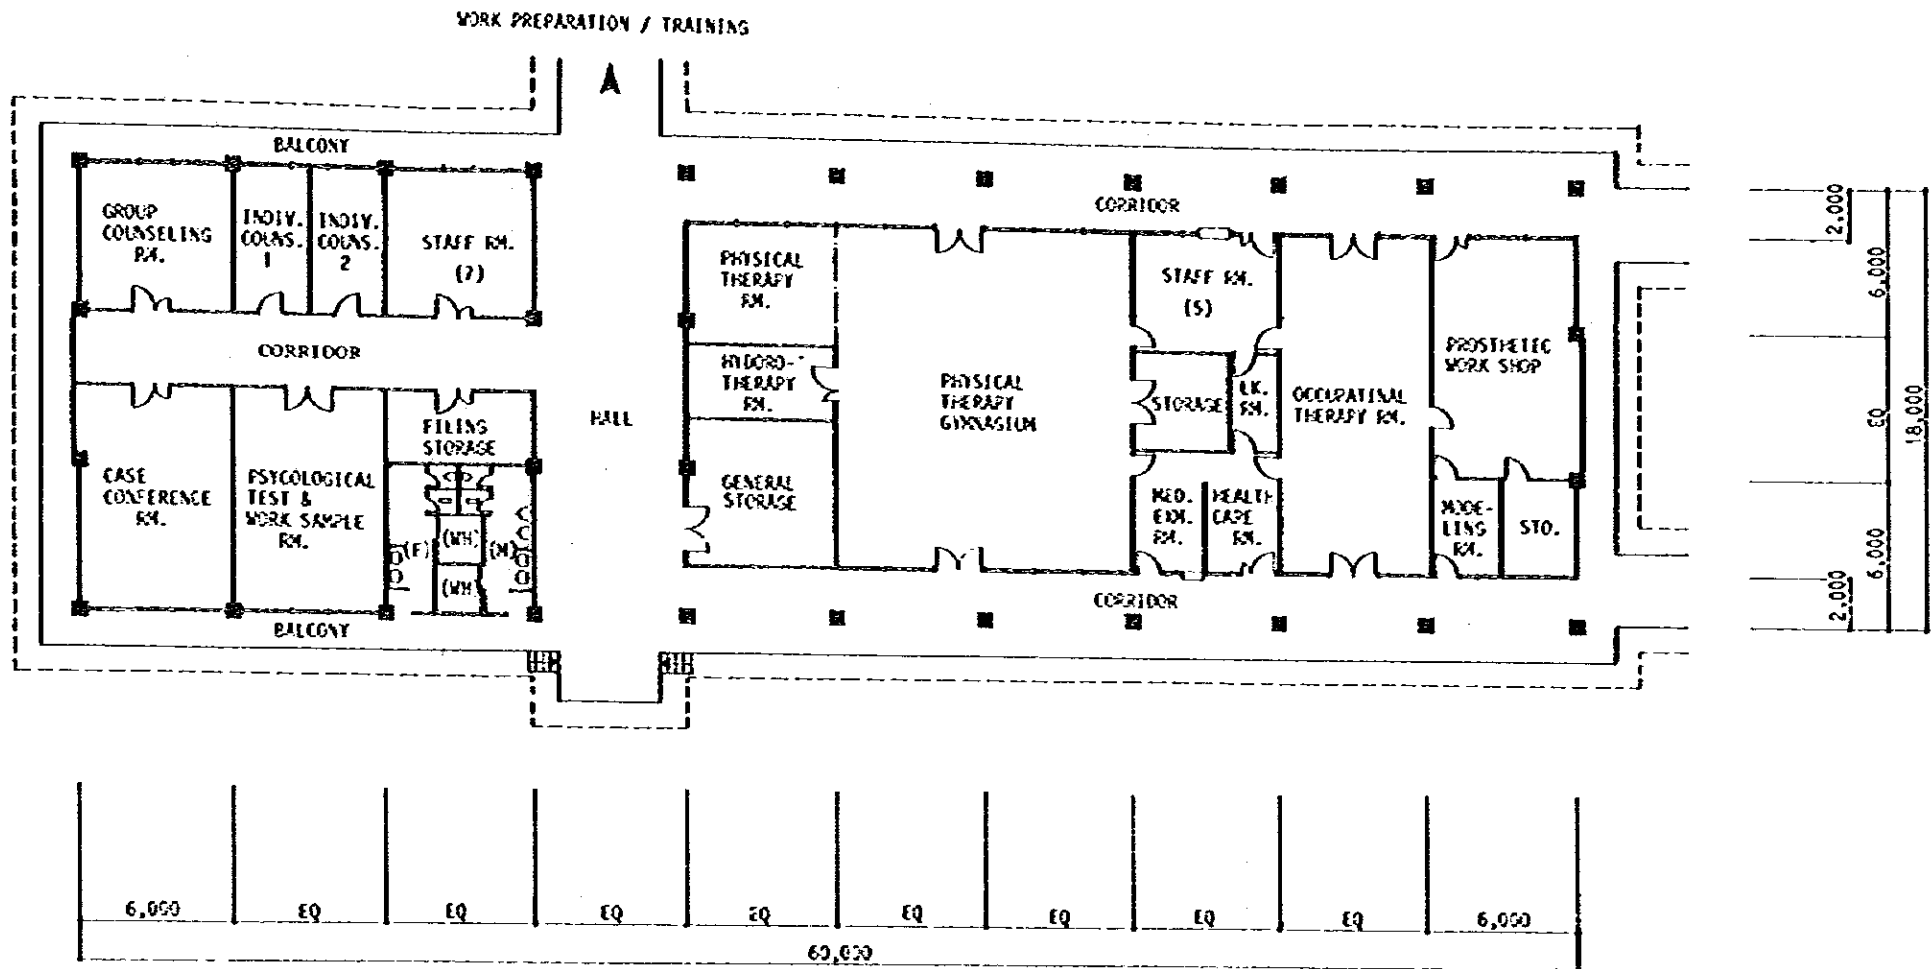 WORK PREPARATION / TRAINING
BALCONY
GROUP
COUNSELING
RM.
INDIV.
COUNS.
1
INDIV.
COUNS.
2
STAFF RM.
(7)
CORRIDOR
CASE
CONFERENCE
RM.
PSYCOLOGICAL
TEST &
WORK SAMPLE
RM.
FILING
STORAGE
(F)
(WH)
(M)
(WH)
BALCONY
HALL
CORRIDOR
PHYSICAL
THERAPY
RM.
HYDORO-
THERAPY
RM.
GENERAL
STORAGE
PHYSICAL
THERAPY
GYMNAGIUM
STAFF RM.
(5)
STORAGE
LK.
RM.
MED.
EXM.
RM.
HEALTH
CARE
RM.
OCCUPATINAL
THERAPY RM.
PROSTHETIC
WORK SHOP
MODE-
LING
RM.
STO.
CORRIDOR
2,000
6,000
EQ
18,000
6,000
2,000
6,000
EQ
EQ
EQ
EQ
EQ
EQ
EQ
EQ
6,000
60,000